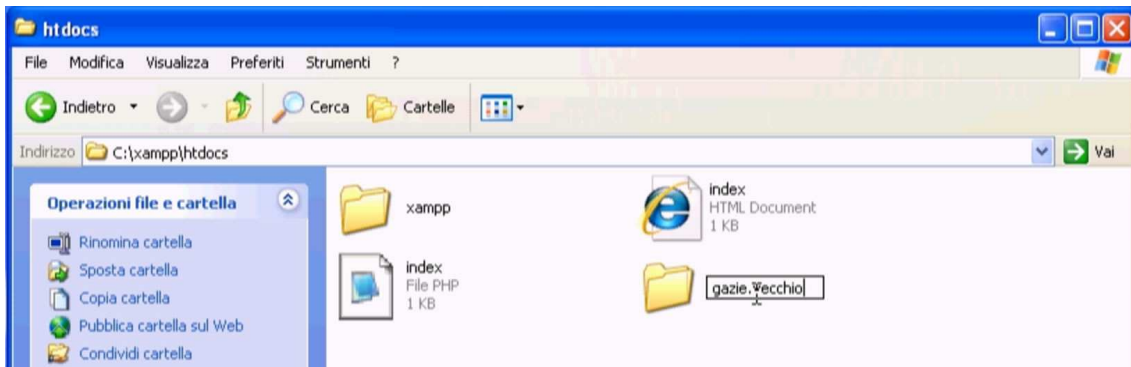 htdocs
File Modifica Visualizza Preferiti Strumenti ?
Indietro Cerca Cartelle
Indirizzo C:\xampp\htdocs Vai
Operazioni file e cartella
Rinomina cartella
Sposta cartella
Copia cartella
Pubblica cartella sul Web
Condividi cartella
xampp
index
HTML Document
1 KB
index
File PHP
1 KB
gazie.vecchio